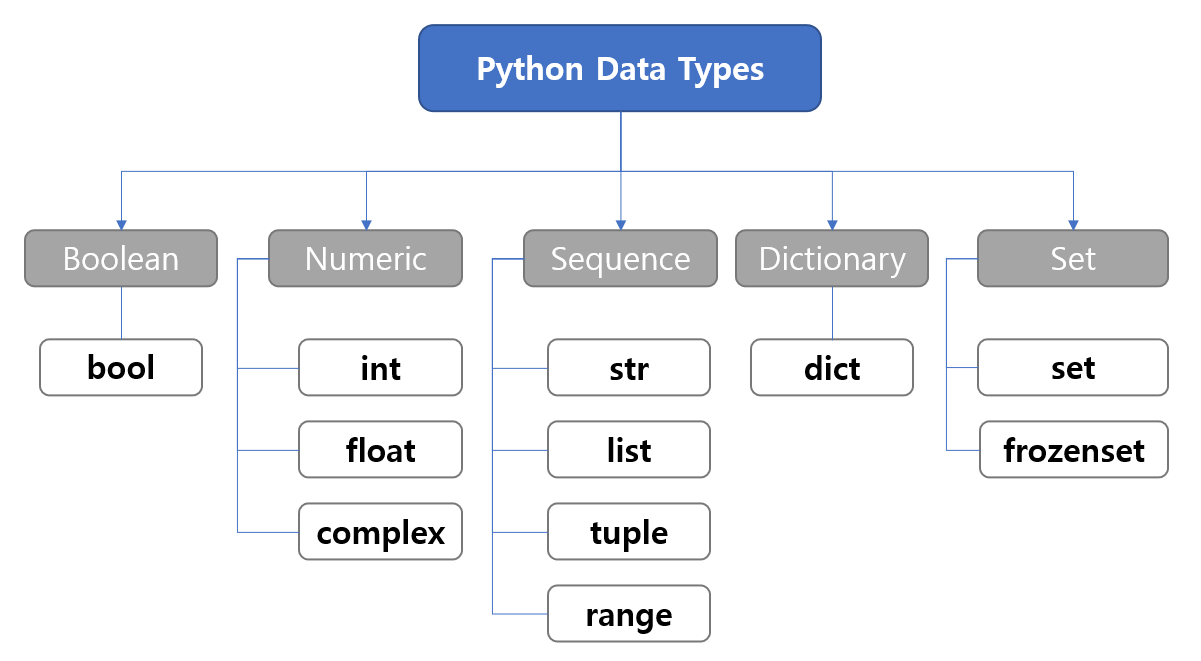 Python Data Types
Boolean
Numeric
Sequence
Dictionary
Set
bool
int
str
dict
set
float
list
frozenset
complex
tuple
range